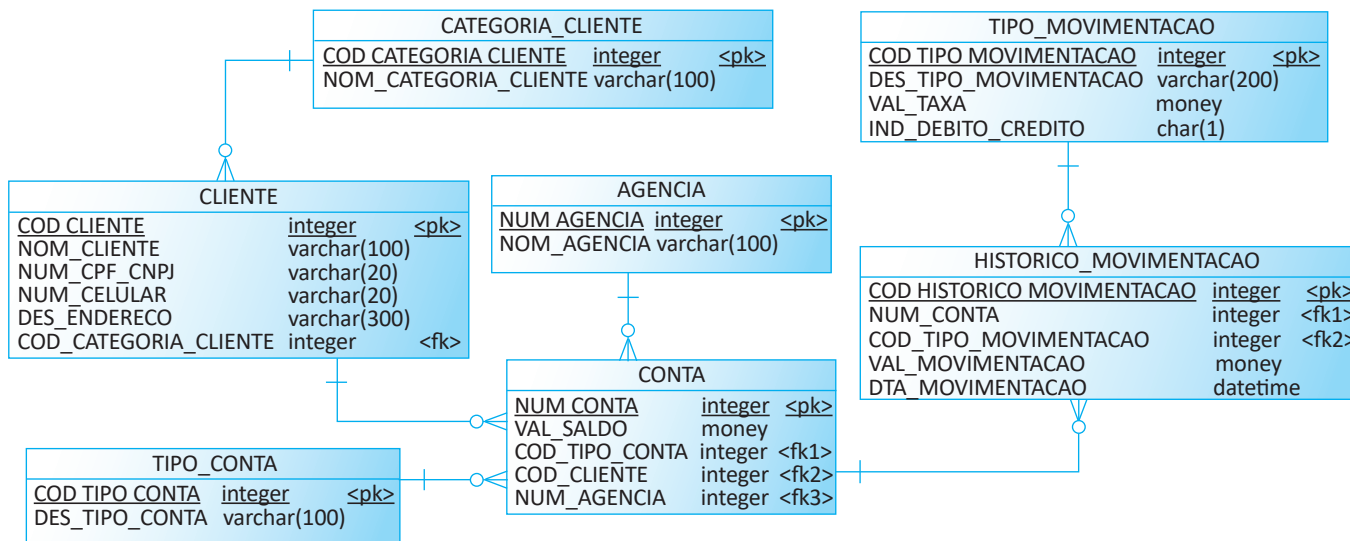 CATEGORIA_CLIENTE
COD CATEGORIA CLIENTE integer <pk>
NOM_CATEGORIA_CLIENTE varchar(100)
TIPO_MOVIMENTACAO
COD TIPO MOVIMENTACAO integer <pk>
DES_TIPO_MOVIMENTACAO varchar(200)
VAL_TAXA money
IND_DEBITO_CREDITO char(1)
CLIENTE
COD CLIENTE integer <pk>
NOM_CLIENTE varchar(100)
NUM_CPF_CNPJ varchar(20)
NUM_CELULAR varchar(20)
DES_ENDERECO varchar(300)
COD_CATEGORIA_CLIENTE integer <fk>
AGENCIA
NUM AGENCIA integer <pk>
NOM_AGENCIA varchar(100)
HISTORICO_MOVIMENTACAO
COD HISTORICO MOVIMENTACAO integer <pk>
NUM_CONTA integer <fk1>
COD_TIPO_MOVIMENTACAO integer <fk2>
VAL_MOVIMENTACAO money
DTA_MOVIMENTACAO datetime
CONTA
NUM CONTA integer <pk>
VAL_SALDO money
COD_TIPO_CONTA integer <fk1>
COD_CLIENTE integer <fk2>
NUM_AGENCIA integer <fk3>
TIPO_CONTA
COD TIPO CONTA integer <pk>
DES_TIPO_CONTA varchar(100)